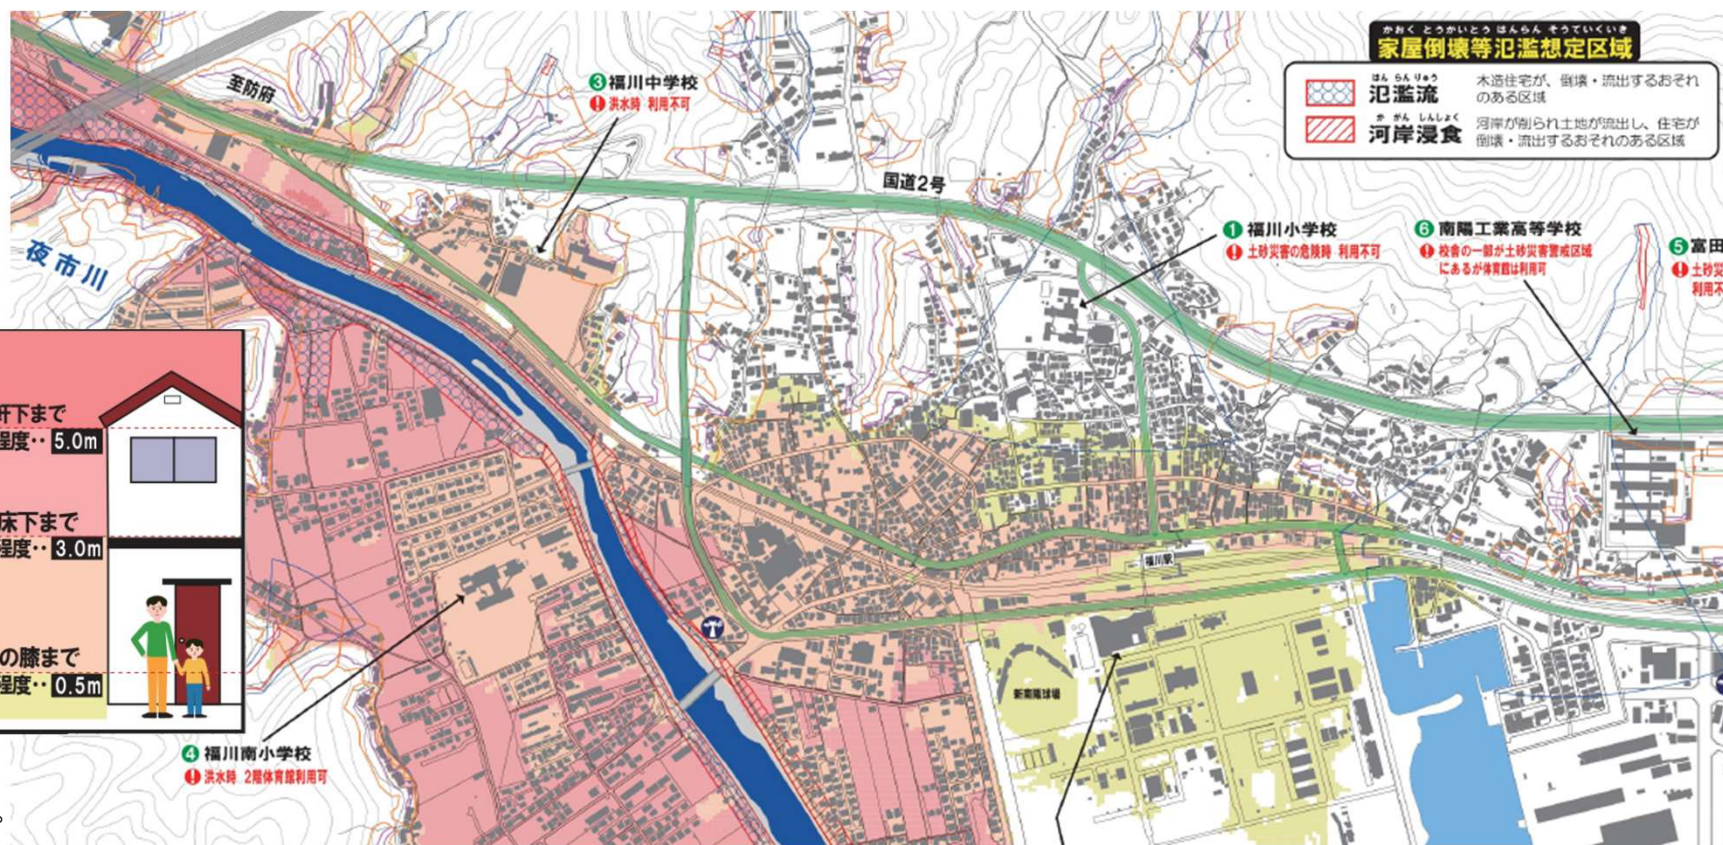 かおく とうかいとう はんらん そうていくいき
家屋倒壊等氾濫想定区域
はん らん りゅう
氾濫流
木造住宅が、倒壊・流出するおそれ
のある区域
か がん しんしょく
河岸浸食
河岸が削られ土地が流出し、住宅が
倒壊・流出するおそれのある区域
至防府
③福川中学校
洪水時 利用不可
国道2号
①福川小学校
土砂災害の危険時 利用不可
⑥南陽工業高等学校
校舎の一部が土砂災害警戒区域
にあるが体育館は利用可
⑤富田
土砂災
利用不
夜市川
軒下まで
程度‥5.0m
床下まで
程度‥3.0m
の膝まで
程度‥0.5m
福川駅
新南陽球場
④福川南小学校
洪水時 2階体育館利用可
。